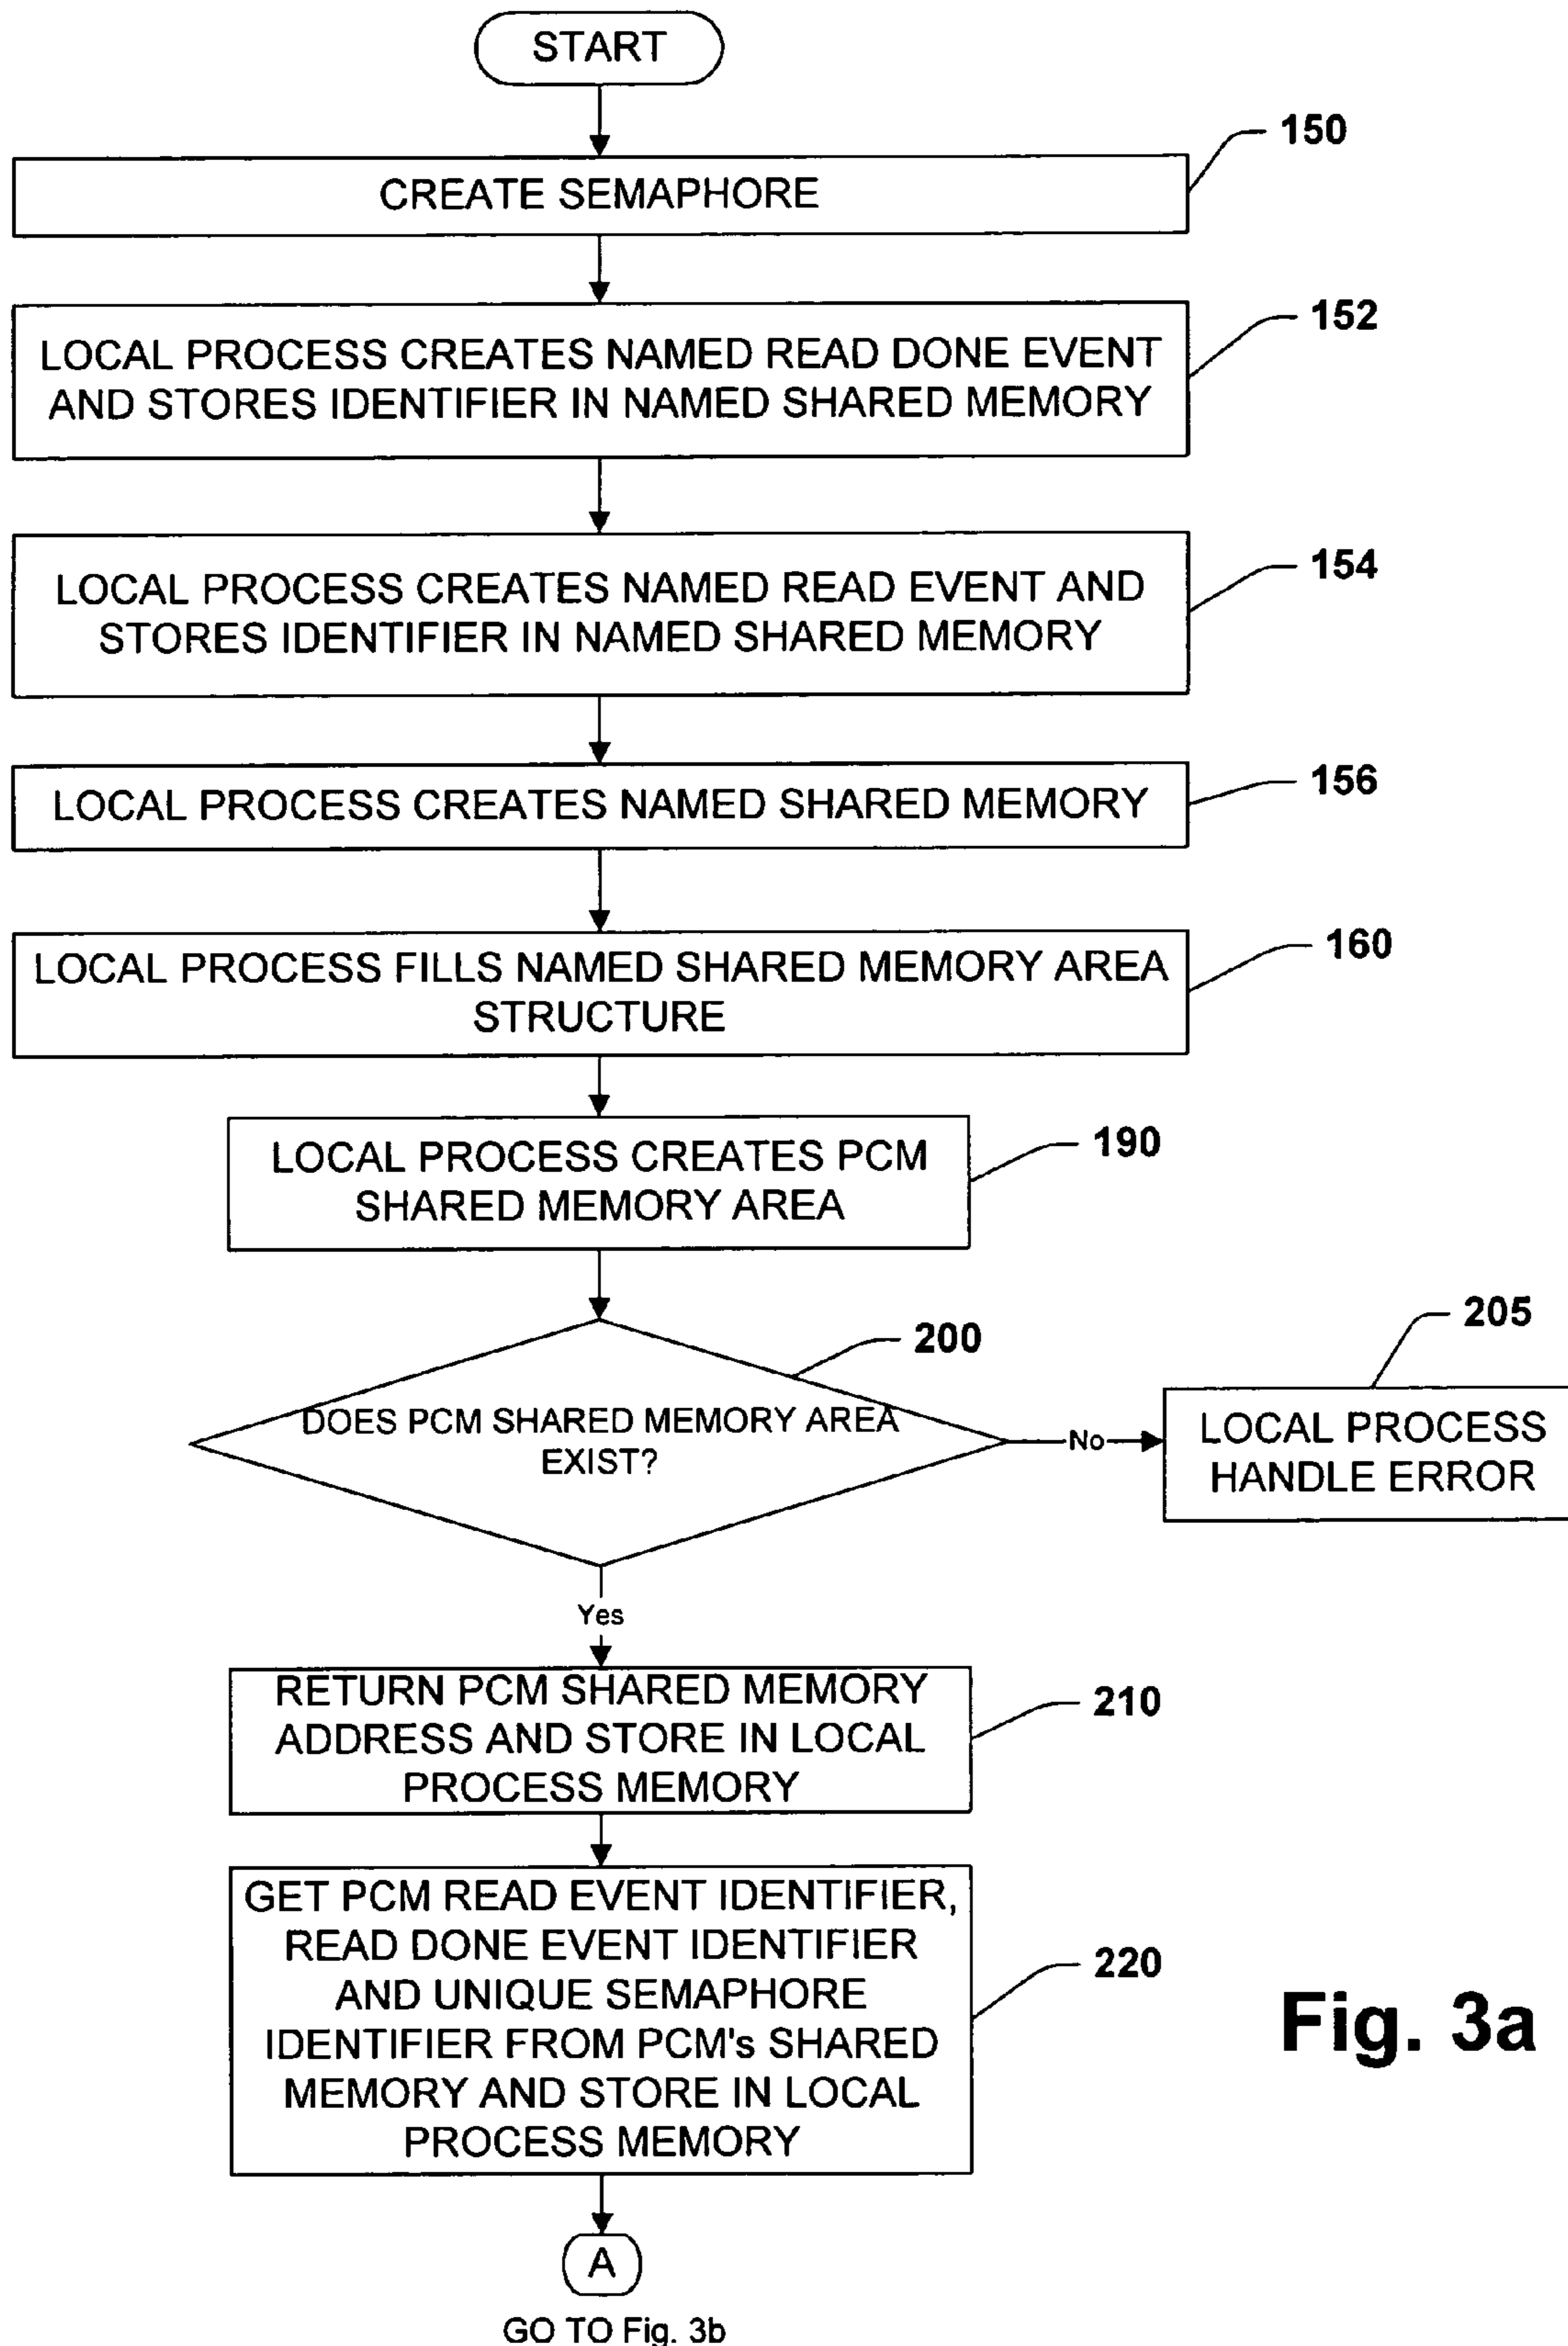 START
150
CREATE SEMAPHORE
152
LOCAL PROCESS CREATES NAMED READ DONE EVENT
AND STORES IDENTIFIER IN NAMED SHARED MEMORY
154
LOCAL PROCESS CREATES NAMED READ EVENT AND
STORES IDENTIFIER IN NAMED SHARED MEMORY
156
LOCAL PROCESS CREATES NAMED SHARED MEMORY
160
LOCAL PROCESS FILLS NAMED SHARED MEMORY AREA
STRUCTURE
190
LOCAL PROCESS CREATES PCM
SHARED MEMORY AREA
200
DOES PCM SHARED MEMORY AREA
EXIST?
No
205
LOCAL PROCESS
HANDLE ERROR
Yes
210
RETURN PCM SHARED MEMORY
ADDRESS AND STORE IN LOCAL
PROCESS MEMORY
220
GET PCM READ EVENT IDENTIFIER,
READ DONE EVENT IDENTIFIER
AND UNIQUE SEMAPHORE
IDENTIFIER FROM PCM's SHARED
MEMORY AND STORE IN LOCAL
PROCESS MEMORY
Fig. 3a
A
GO TO Fig. 3b